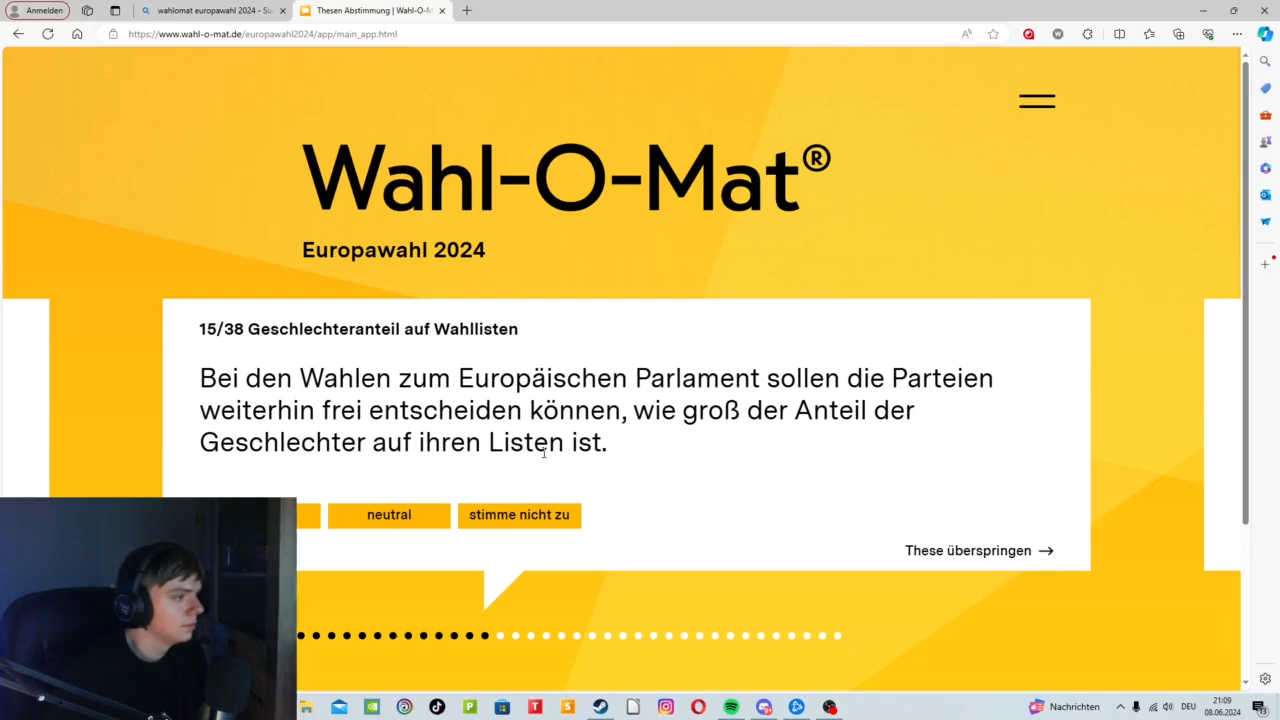 Anmelden
wahlomat europawahl 2024 - Su
Thesen Abstimmung | Wahl-O-M
https://www.wahl-o-mat.de/europawahl2024/app/main_app.html
Wahl-O-Mat®
Europawahl 2024
15/38 Geschlechteranteil auf Wahllisten
Bei den Wahlen zum Europäischen Parlament sollen die Parteien
weiterhin frei entscheiden können, wie groß der Anteil der
Geschlechter auf ihren Listen ist.
neutral
stimme nicht zu
These überspringen →
Nachrichten
DEU
21:09
08.06.2024